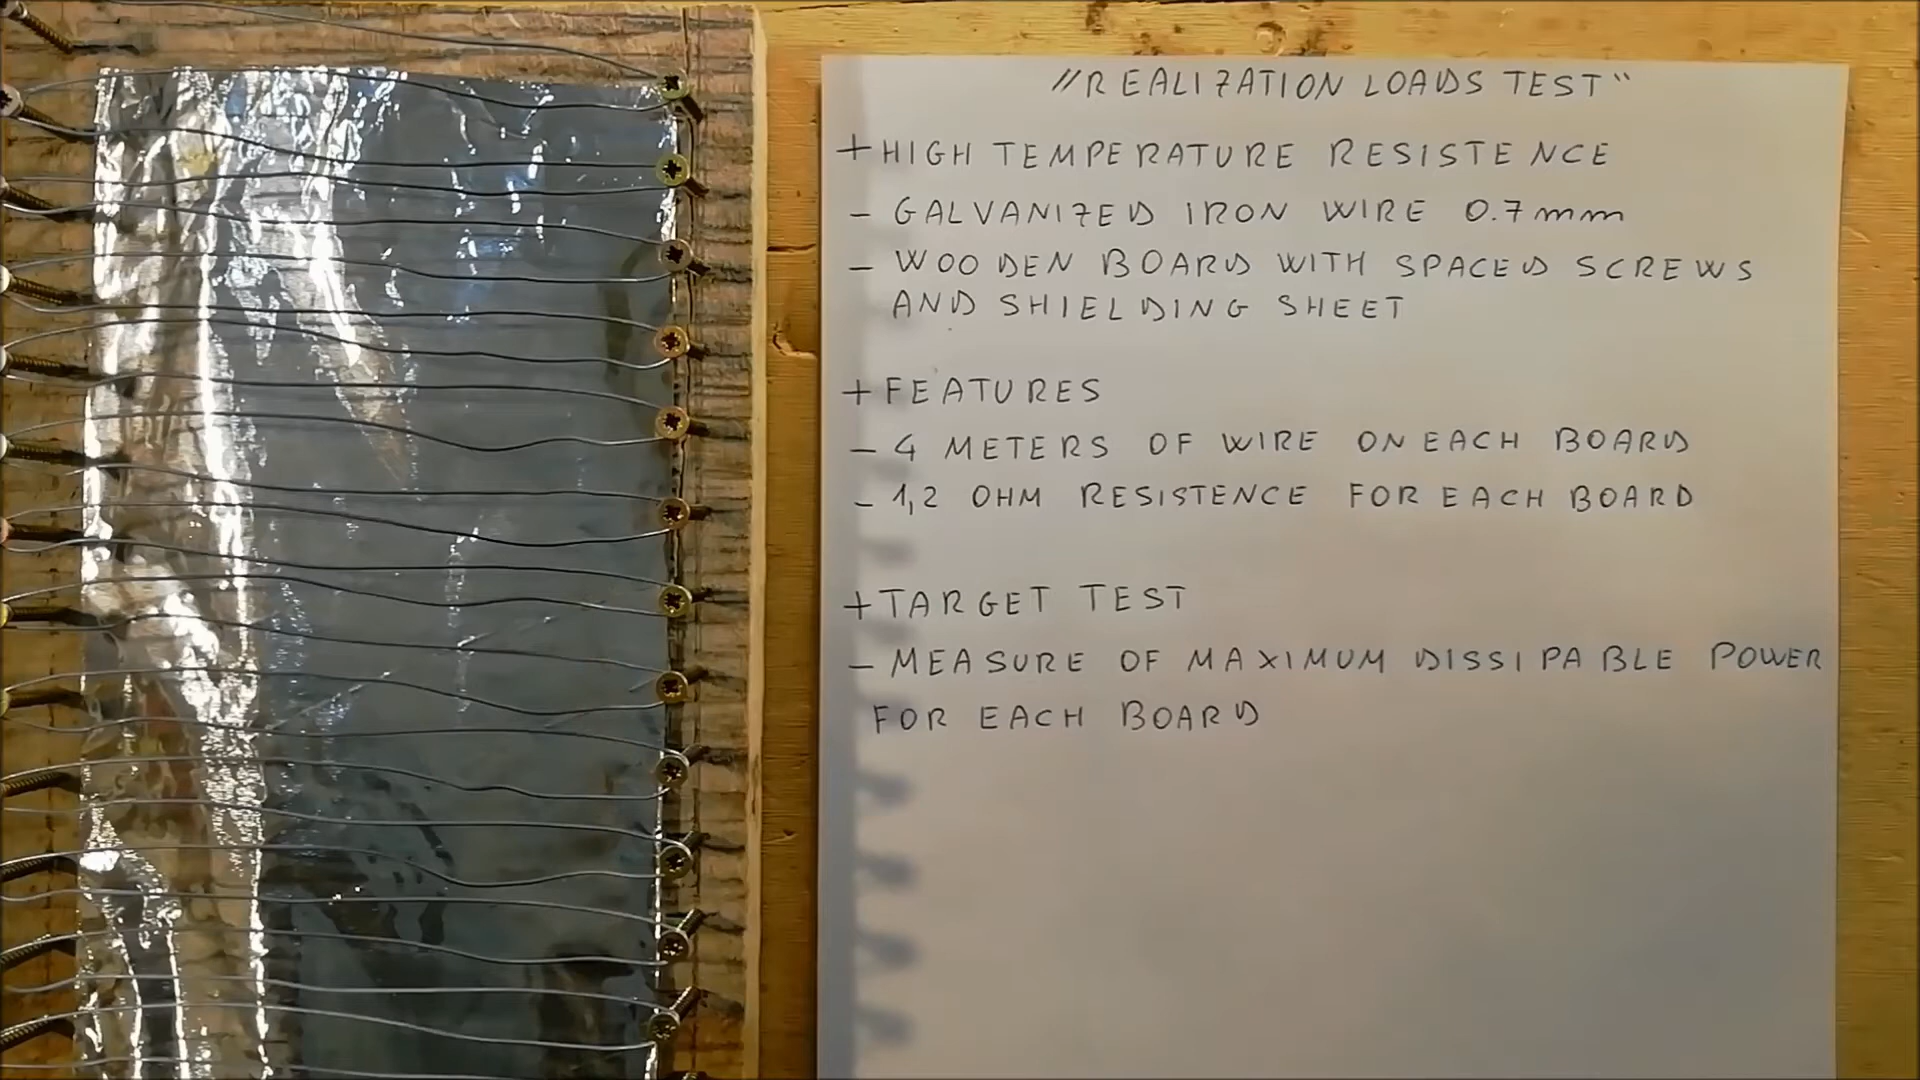 "REALIZATION LOADS TEST"
+ HIGH TEMPERATURE RESISTENCE
- GALVANIZED IRON WIRE 0.7mm
- WOODEN BOARD WITH SPACED SCREWS
AND SHIELDING SHEET
+ FEATURES
- 4 METERS OF WIRE ON EACH BOARD
- 1,2 OHM RESISTENCE FOR EACH BOARD
+ TARGET TEST
- MEASURE OF MAXIMUM DISSIPABLE POWER
FOR EACH BOARD